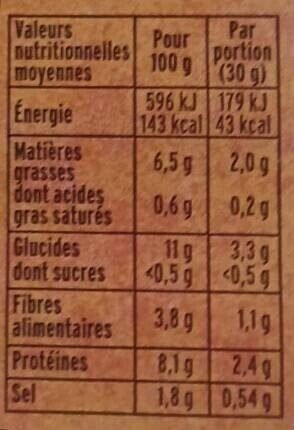 Valeurs nutritionnelles moyennes Pour 100 g Par portion (30 g)
Énergie 596 kJ 179 kJ
143 kcal 43 kcal
Matières grasses 6,5 g 2,0 g
dont acides gras saturés 0,6 g 0,2 g
Glucides 11 g 3,3 g
dont sucres <0,5 g <0,5 g
Fibres alimentaires 3,8 g 1,1 g
Protéines 8,1 g 2,4 g
Sel 1,8 g 0,54 g